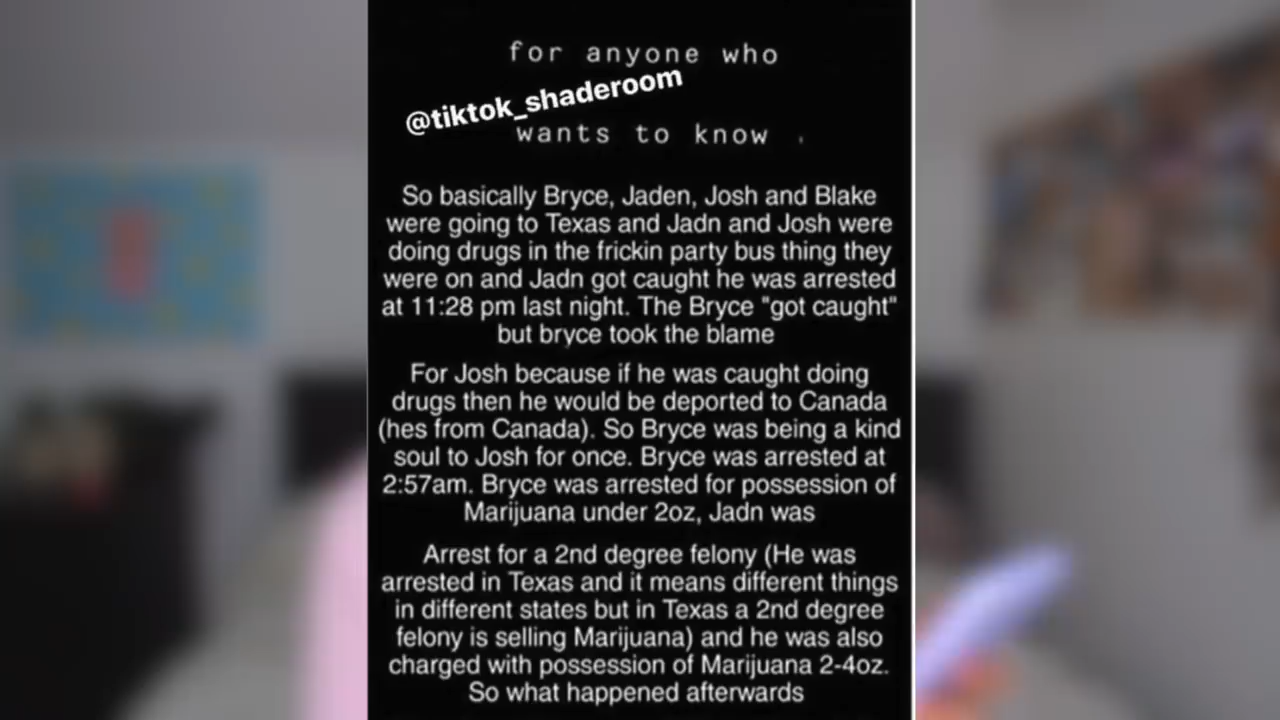 for anyone who
@tiktok_shaderoom
wants to know .
So basically Bryce, Jaden, Josh and Blake
were going to Texas and Jadn and Josh were
doing drugs in the frickin party bus thing they
were on and Jadn got caught he was arrested
at 11:28 pm last night. The Bryce "got caught"
but bryce took the blame
For Josh because if he was caught doing
drugs then he would be deported to Canada
(hes from Canada). So Bryce was being a kind
soul to Josh for once. Bryce was arrested at
2:57am. Bryce was arrested for possession of
Marijuana under 2oz, Jadn was
Arrest for a 2nd degree felony (He was
arrested in Texas and it means different things
in different states but in Texas a 2nd degree
felony is selling Marijuana) and he was also
charged with possession of Marijuana 2-4oz.
So what happened afterwards